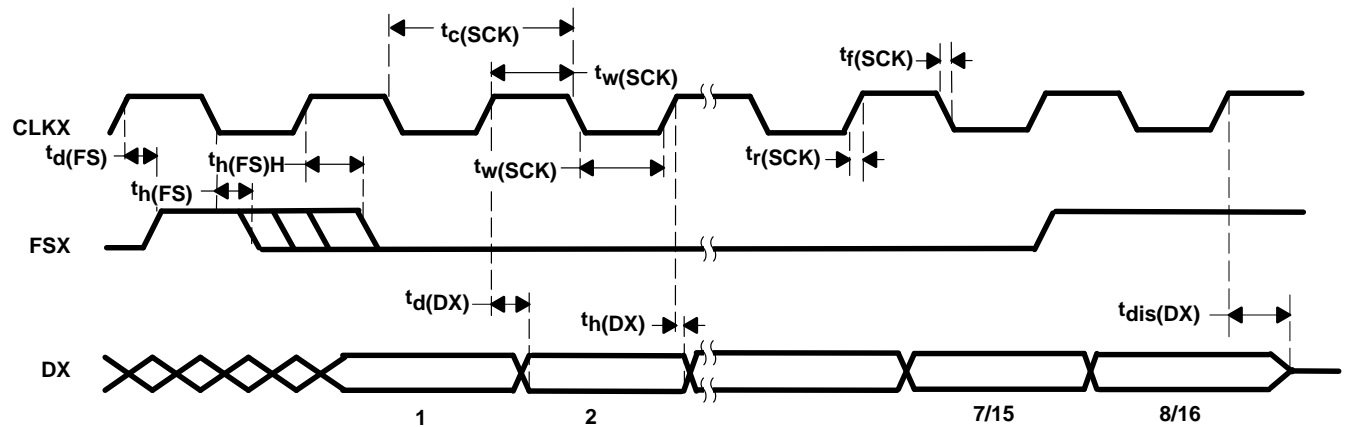 tc(SCK)
tw(SCK)
tf(SCK)
CLKX
td(FS)
th(FS)H
tw(SCK)
tr(SCK)
th(FS)
FSX
td(DX)
th(DX)
tdis(DX)
DX
1 2 7/15 8/16